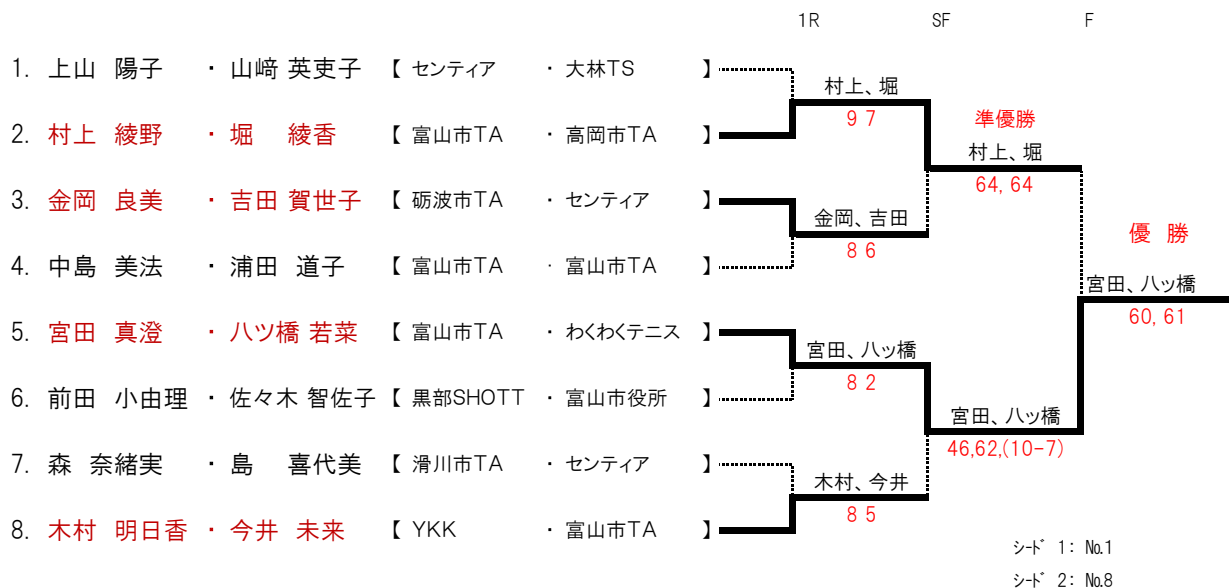 1R SF F
1. 上山 陽子 ・ 山﨑 英吏子 【 センティア ・ 大林TS 】
村上、堀
2. 村上 綾野 ・ 堀 綾香 【 富山市TA ・ 高岡市TA 】
9 7
準優勝
村上、堀
64, 64
3. 金岡 良美 ・ 吉田 賀世子 【 砺波市TA ・ センティア 】
金岡、吉田
8 6
優 勝
4. 中島 美法 ・ 浦田 道子 【 富山市TA ・ 富山市TA 】
宮田、八ッ橋
60, 61
5. 宮田 真澄 ・ 八ツ橋 若菜 【 富山市TA ・ わくわくテニス 】
宮田、八ッ橋
8 2
6. 前田 小由理 ・ 佐々木 智佐子 【 黒部SHOTT ・ 富山市役所 】
宮田、八ッ橋
46,62,(10-7)
7. 森 奈緒実 ・ 島 喜代美 【 滑川市TA ・ センティア 】
木村、今井
8 5
8. 木村 明日香 ・ 今井 未来 【 YKK ・ 富山市TA 】
シード 1: №1
シード 2: №8